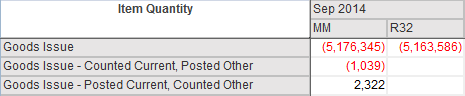 Item Quantity Sep 2014
MM R32
Goods Issue (5,176,345) (5,163,586)
Goods Issue - Counted Current, Posted Other (1,039)
Goods Issue - Posted Current, Counted Other 2,322